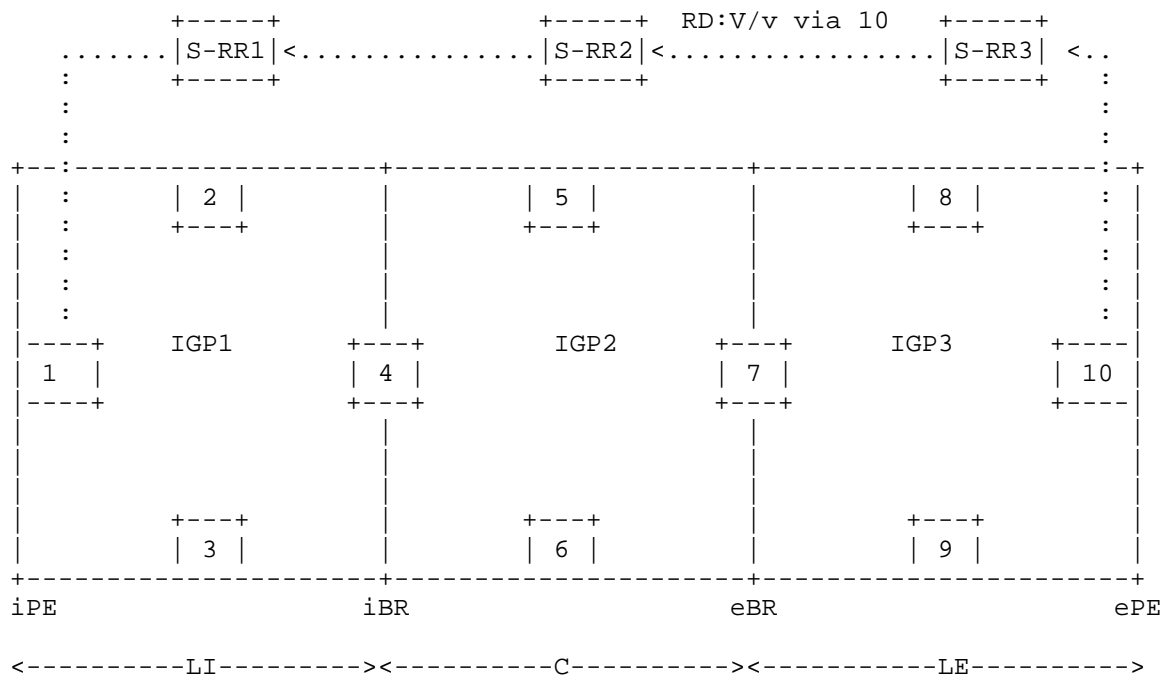 RD:V/v via 10
S-RR1 S-RR2 S-RR3
2 5 8
IGP1 IGP2 IGP3
1 4 7 10
3 6 9
iPE iBR eBR ePE
LI C LE